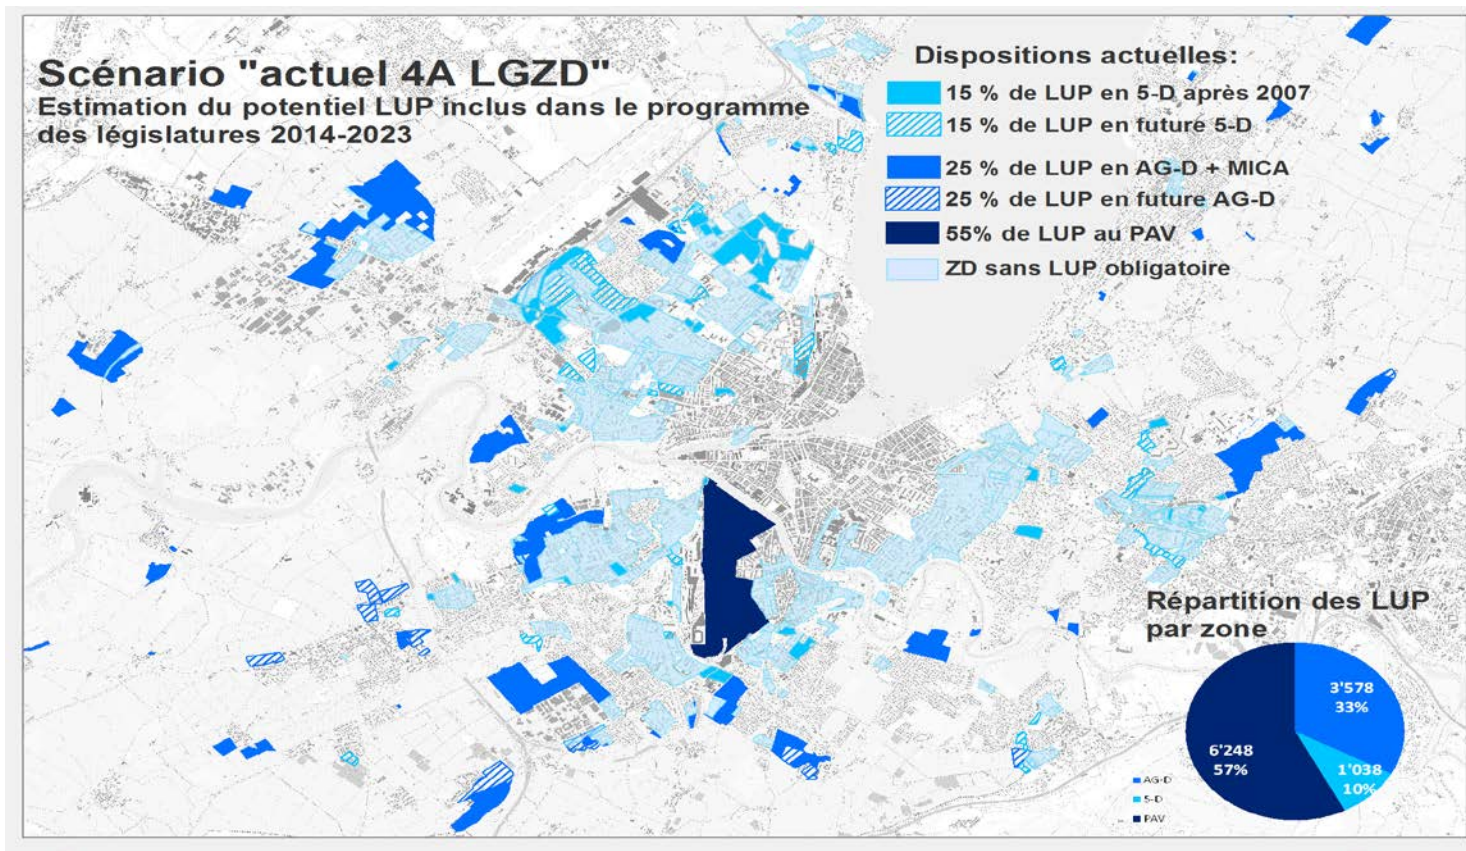 Scénario "actuel 4A LGZD"
Estimation du potentiel LUP inclus dans le programme
des législatures 2014-2023
Dispositions actuelles:
15 % de LUP en 5-D après 2007
15 % de LUP en future 5-D
25 % de LUP en AG-D + MICA
25 % de LUP en future AG-D
55% de LUP au PAV
ZD sans LUP obligatoire
Répartition des LUP
par zone
3'578
33%
6'248
57%
1'038
10%
AG-D
5-D
PAV